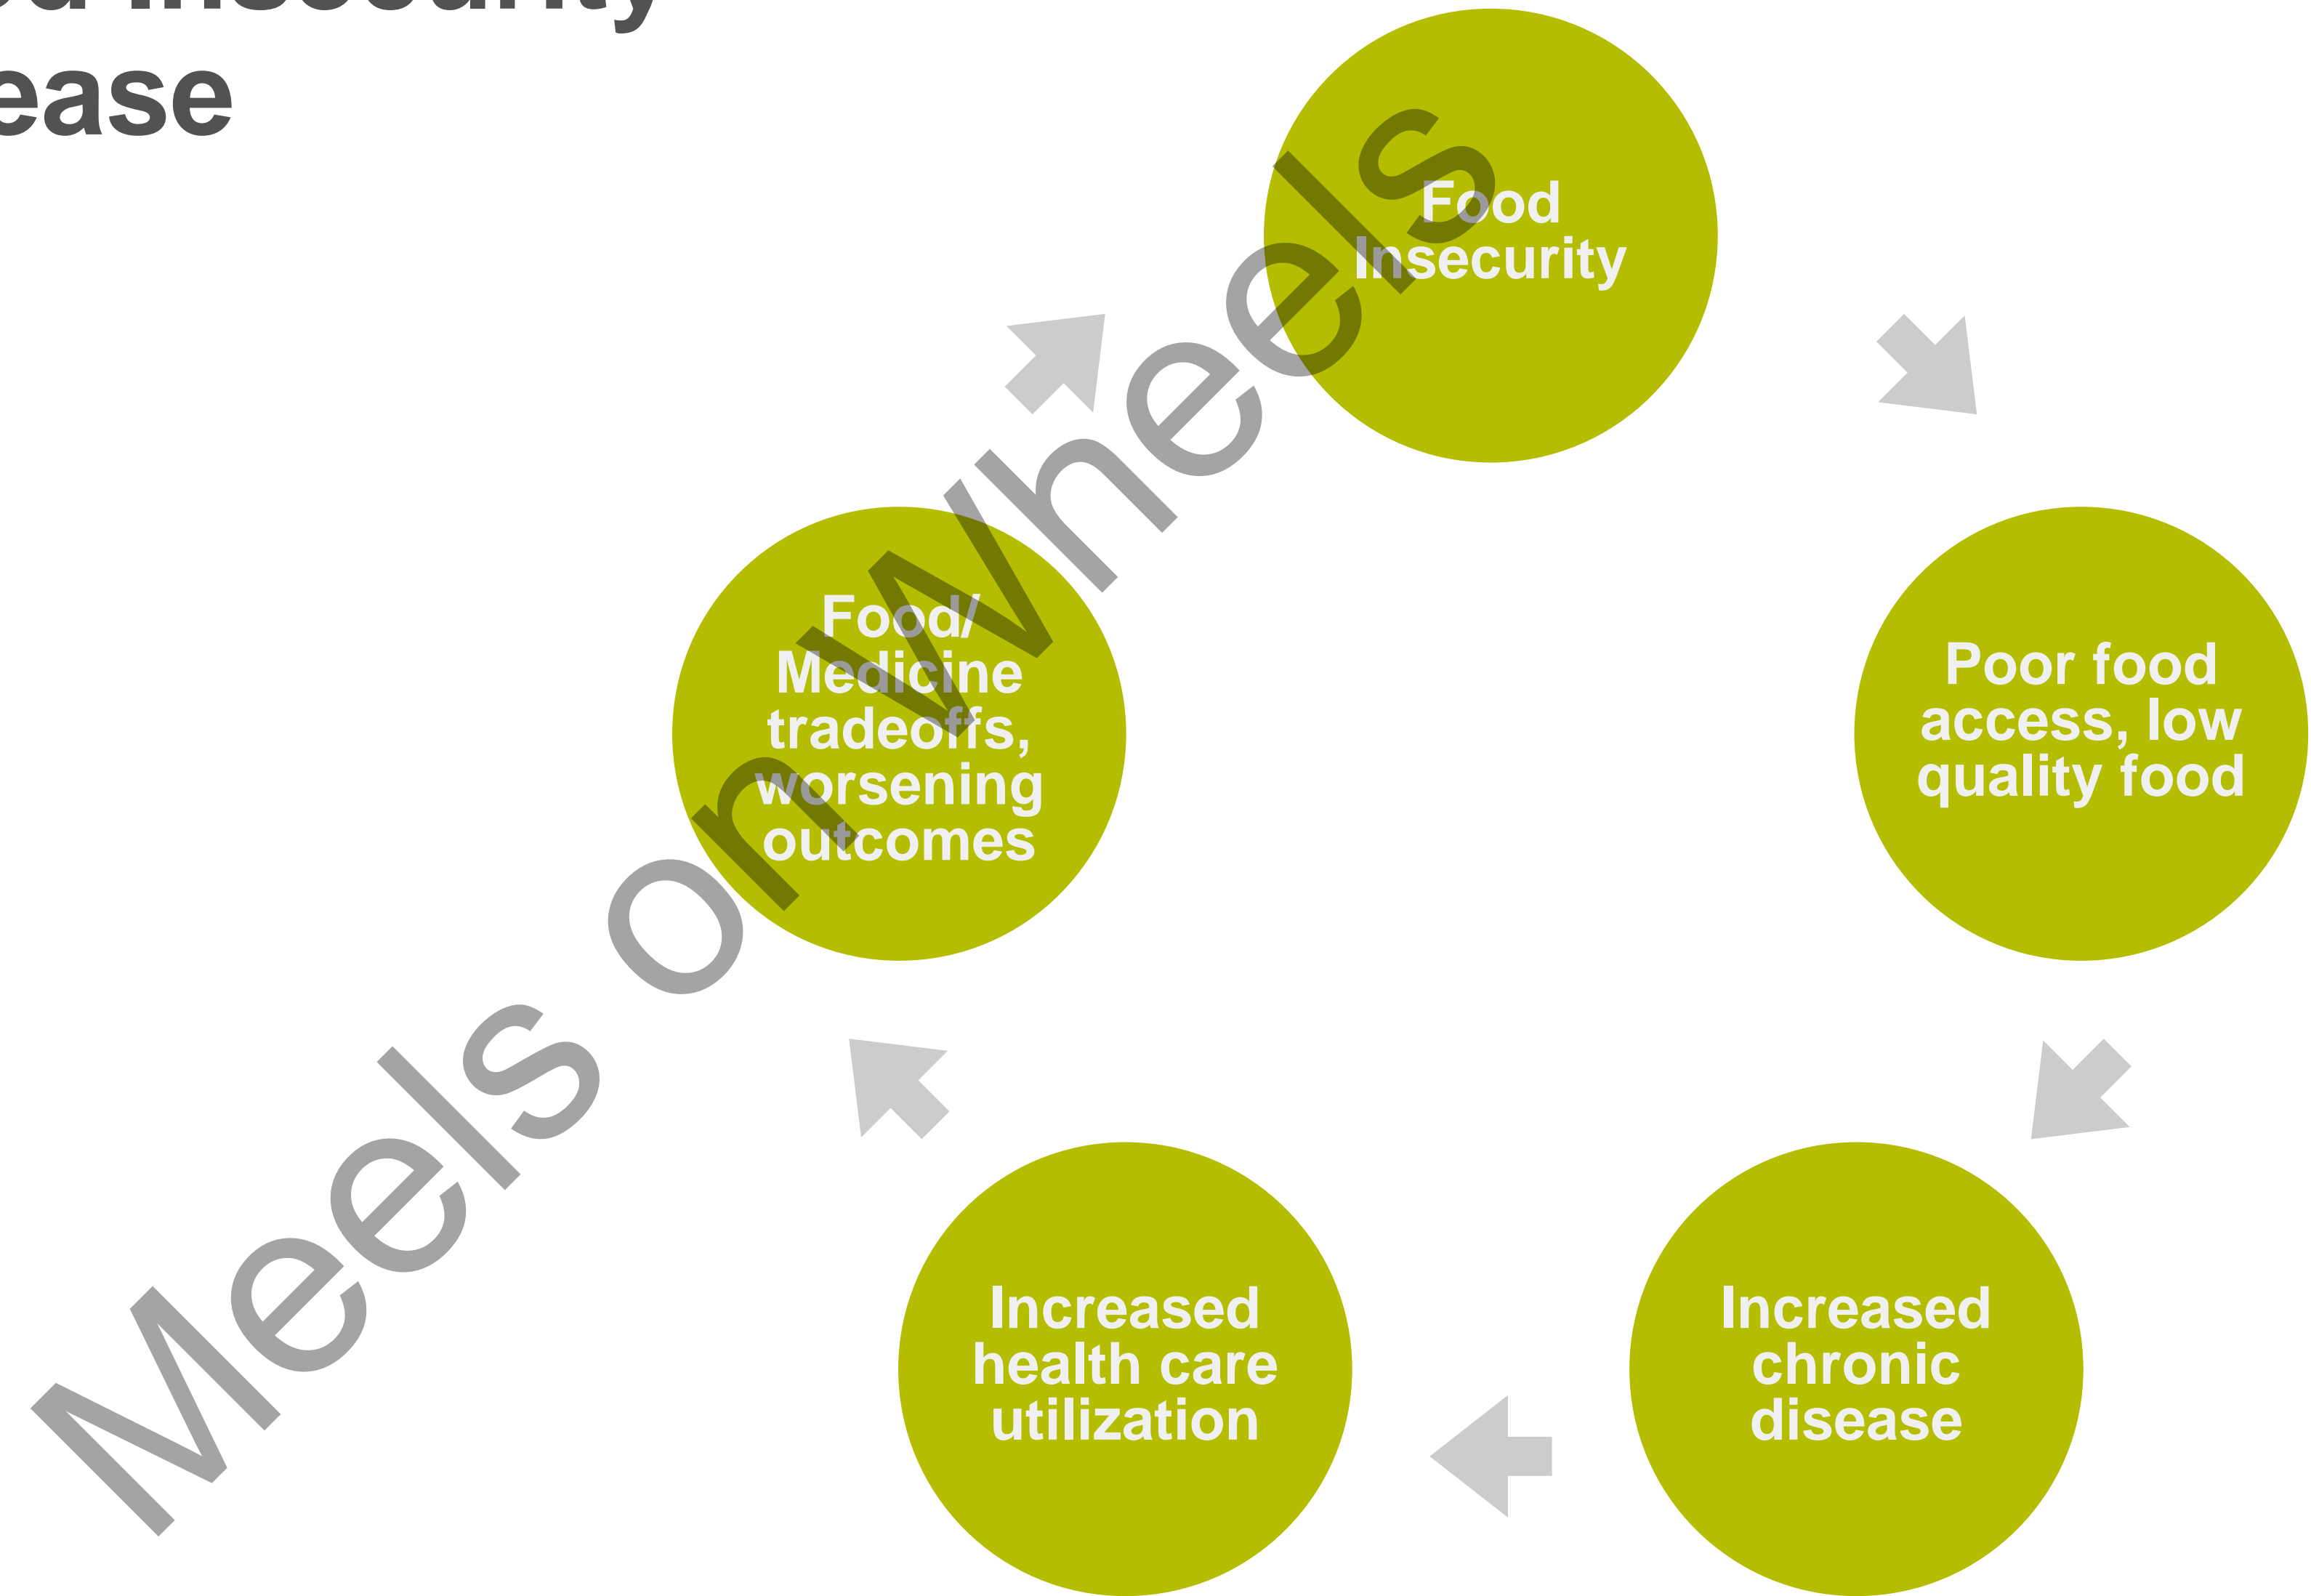 ease
Food
Insecurity
Poor food
access, low
quality food
Increased
chronic
disease
Increased
health care
utilization
Food/
Medicine
tradeoffs,
worsening
outcomes
Meels on Wheels